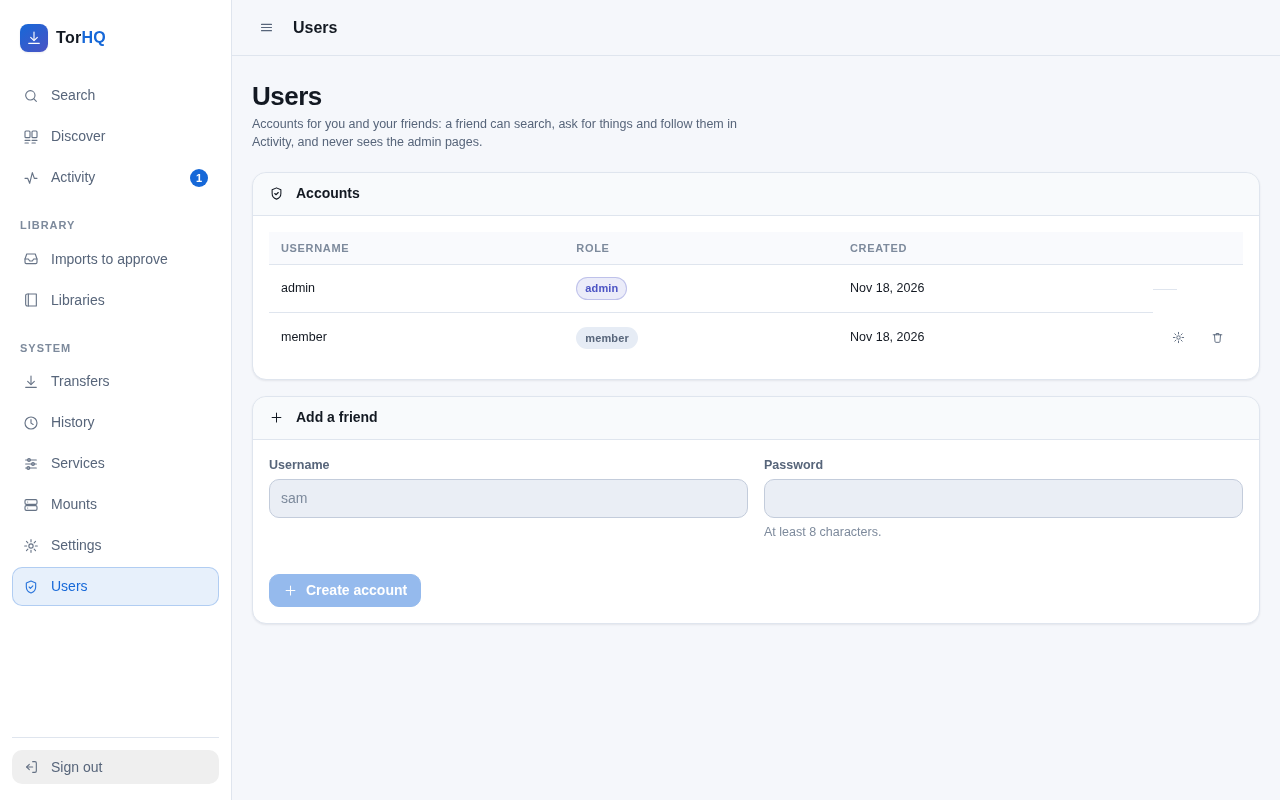 TorHQ
Users
Search
Discover
Activity 1
LIBRARY
Imports to approve
Libraries
SYSTEM
Transfers
History
Services
Mounts
Settings
Users
Sign out
Users
Accounts for you and your friends: a friend can search, ask for things and follow them in
Activity, and never sees the admin pages.
Accounts
USERNAME ROLE CREATED
admin admin Nov 18, 2026
member member Nov 18, 2026
Add a friend
Username Password
sam
At least 8 characters.
Create account